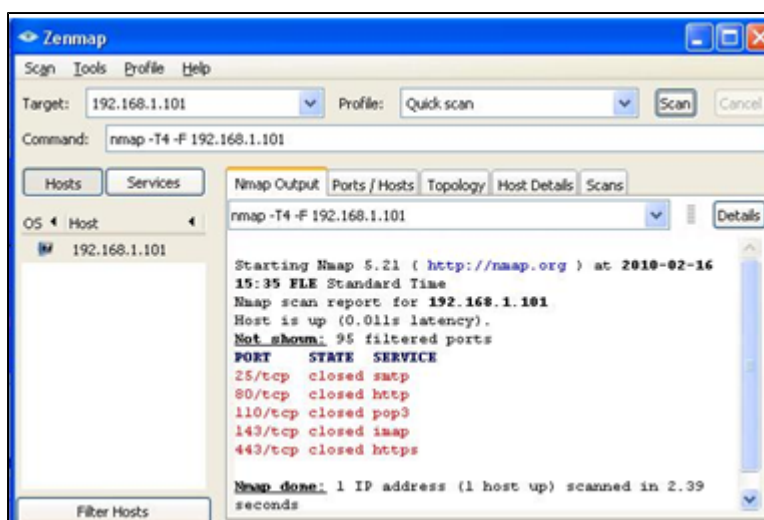 Zenmap
Scan Tools Profile Help
Target: 192.168.1.101 Profile: Quick scan Scan Cancel
Command: nmap -T4 -F 192.168.1.101
Hosts Services
Nmap Output Ports / Hosts Topology Host Details Scans
OS Host
nmap -T4 -F 192.168.1.101 Details
192.168.1.101
Starting Nmap 5.21 ( http://nmap.org ) at 2010-02-16
15:35 FLE Standard Time
Nmap scan report for 192.168.1.101
Host is up (0.011s latency).
Not shown: 95 filtered ports
PORT STATE SERVICE
25/tcp closed smtp
80/tcp closed http
110/tcp closed pop3
143/tcp closed imap
443/tcp closed https
Nmap done: 1 IP address (1 host up) scanned in 2.39
seconds
Filter Hosts